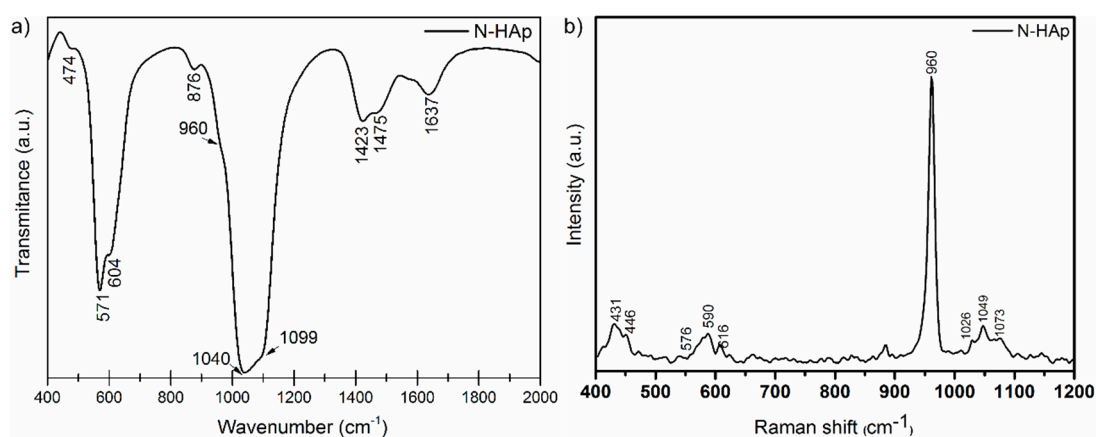 a)
N-HAp
474
571
604
876
960
1040
1099
1423
1475
1637
Transmitance (a.u.)
400 600 800 1000 1200 1400 1600 1800 2000
Wavenumber (cm⁻¹)
b)
N-HAp
431
446
576
590
616
960
1026
1049
1073
Intensity (a.u.)
400 500 600 700 800 900 1000 1100 1200
Raman shift (cm⁻¹)